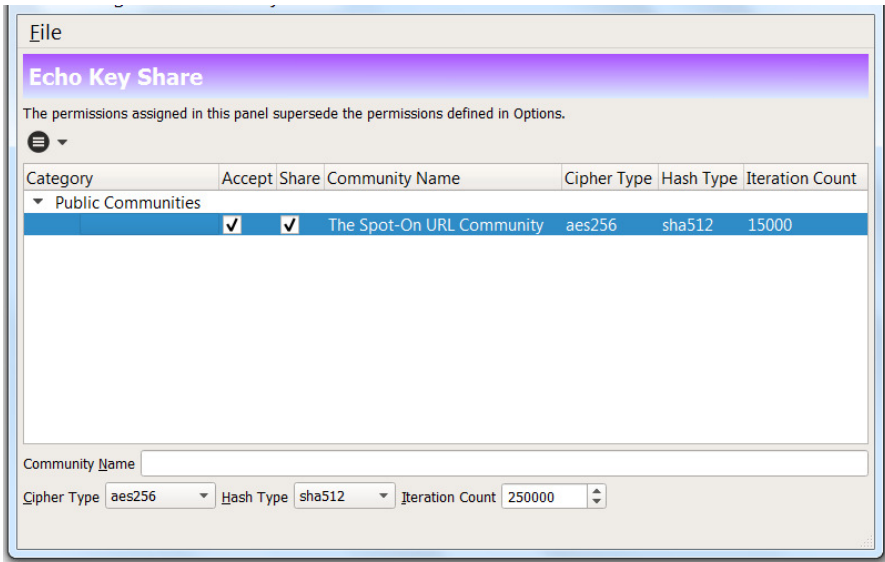 File
Echo Key Share
The permissions assigned in this panel supersede the permissions defined in Options.
Category Accept Share Community Name Cipher Type Hash Type Iteration Count
Public Communities
The Spot-On URL Community aes256 sha512 15000
Community Name
Cipher Type aes256 Hash Type sha512 Iteration Count 250000